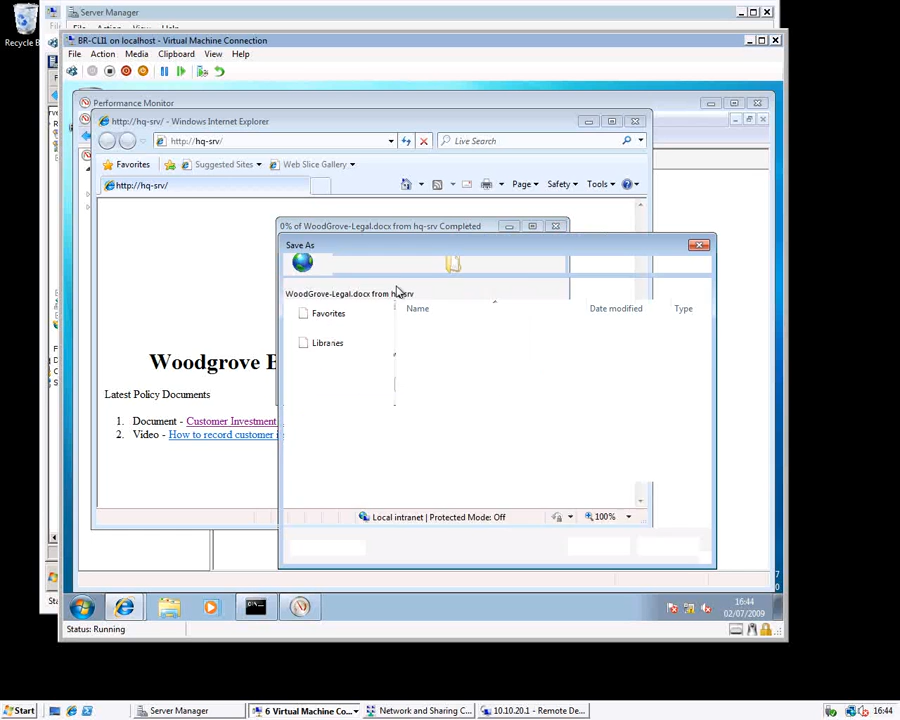 Server Manager
Recycle B
BR-CL11 on localhost - Virtual Machine Connection
File Action Media Clipboard View Help
Performance Monitor
http://hq-srv/ - Windows Internet Explorer
http://hq-srv/
Live Search
Favorites Suggested Sites Web Slice Gallery
http://hq-srv/
Page Safety Tools
0% of WoodGrove-Legal.docx from hq-srv Completed
Save As
WoodGrove-Legal.docx from hq-srv
Name Date modified Type
Favorites
Libraries
Woodgrove B
Latest Policy Documents
1. Document - Customer Investment
2. Video - How to record customer i
Local intranet | Protected Mode: Off
100%
16:44
02/07/2009
Status: Running
Start Server Manager 6 Virtual Machine Co... Network and Sharing C... 10.10.20.1 - Remote De... 16:44